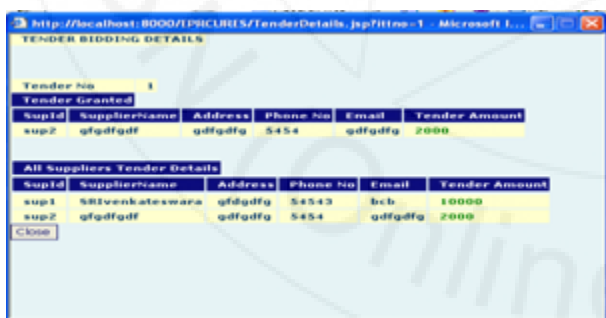 http://localhost:8000/EPROCURES/TenderDetails.jsp?ittno=1 - Microsoft I...
TENDER BIDDING DETAILS
Tender No 1
Tender Granted
SupId SupplierName Address Phone No Email Tender Amount
sup2 gfgdfgdf gdfgdfg 5454 gdfgdfg 2000
All Suppliers Tender Details
SupId SupplierName Address Phone No Email Tender Amount
sup1 SRIvenkateswara gfdgdfg 54543 bcb 10000
sup2 gfgdfgdf gdfgdfg 5454 gdfgdfg 2000
Close